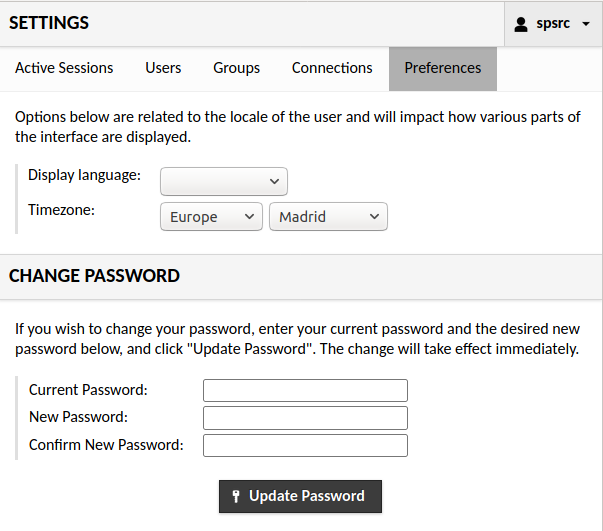 SETTINGS
spsrc
Active Sessions Users Groups Connections Preferences
Options below are related to the locale of the user and will impact how various parts of
the interface are displayed.
Display language:
Timezone: Europe Madrid
CHANGE PASSWORD
If you wish to change your password, enter your current password and the desired new
password below, and click "Update Password". The change will take effect immediately.
Current Password:
New Password:
Confirm New Password:
Update Password